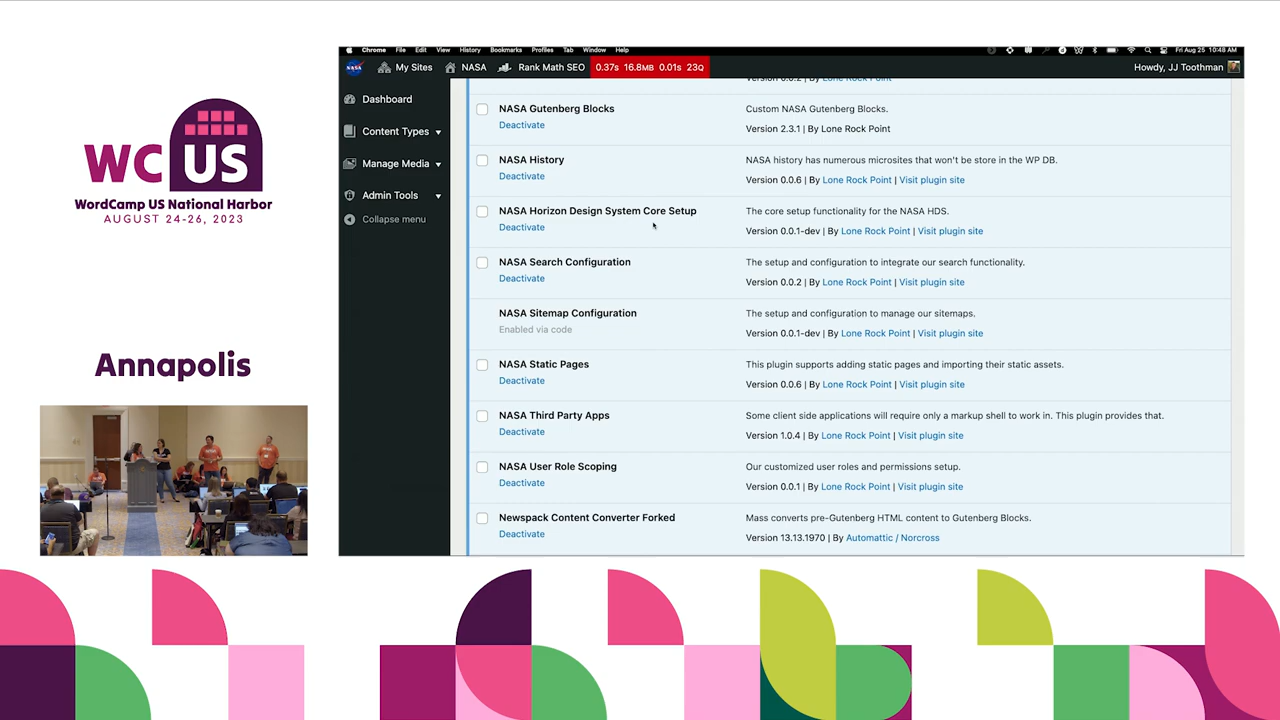 WC US
WordCamp US National Harbor
AUGUST 24-26, 2023
Annapolis
Chrome File Edit View History Bookmarks Profiles Tab Window Help
Fri Aug 25 10:48 AM
NASA My Sites NASA Rank Math SEO 0.37s 16.8MB 0.01s 23Q
Howdy, JJ Toothman
Dashboard
Content Types
Manage Media
Admin Tools
Collapse menu
NASA Gutenberg Blocks
Deactivate
Custom NASA Gutenberg Blocks.
Version 2.3.1 | By Lone Rock Point
NASA History
Deactivate
NASA history has numerous microsites that won't be store in the WP DB.
Version 0.0.6 | By Lone Rock Point | Visit plugin site
NASA Horizon Design System Core Setup
Deactivate
The core setup functionality for the NASA HDS.
Version 0.0.1-dev | By Lone Rock Point | Visit plugin site
NASA Search Configuration
Deactivate
The setup and configuration to integrate our search functionality.
Version 0.0.2 | By Lone Rock Point | Visit plugin site
NASA Sitemap Configuration
Enabled via code
The setup and configuration to manage our sitemaps.
Version 0.0.1-dev | By Lone Rock Point | Visit plugin site
NASA Static Pages
Deactivate
This plugin supports adding static pages and importing their static assets.
Version 0.0.6 | By Lone Rock Point | Visit plugin site
NASA Third Party Apps
Deactivate
Some client side applications will require only a markup shell to work in. This plugin provides that.
Version 1.0.4 | By Lone Rock Point | Visit plugin site
NASA User Role Scoping
Deactivate
Our customized user roles and permissions setup.
Version 0.0.1 | By Lone Rock Point | Visit plugin site
Newspack Content Converter Forked
Deactivate
Mass converts pre-Gutenberg HTML content to Gutenberg Blocks.
Version 13.13.1970 | By Automattic / Norcross